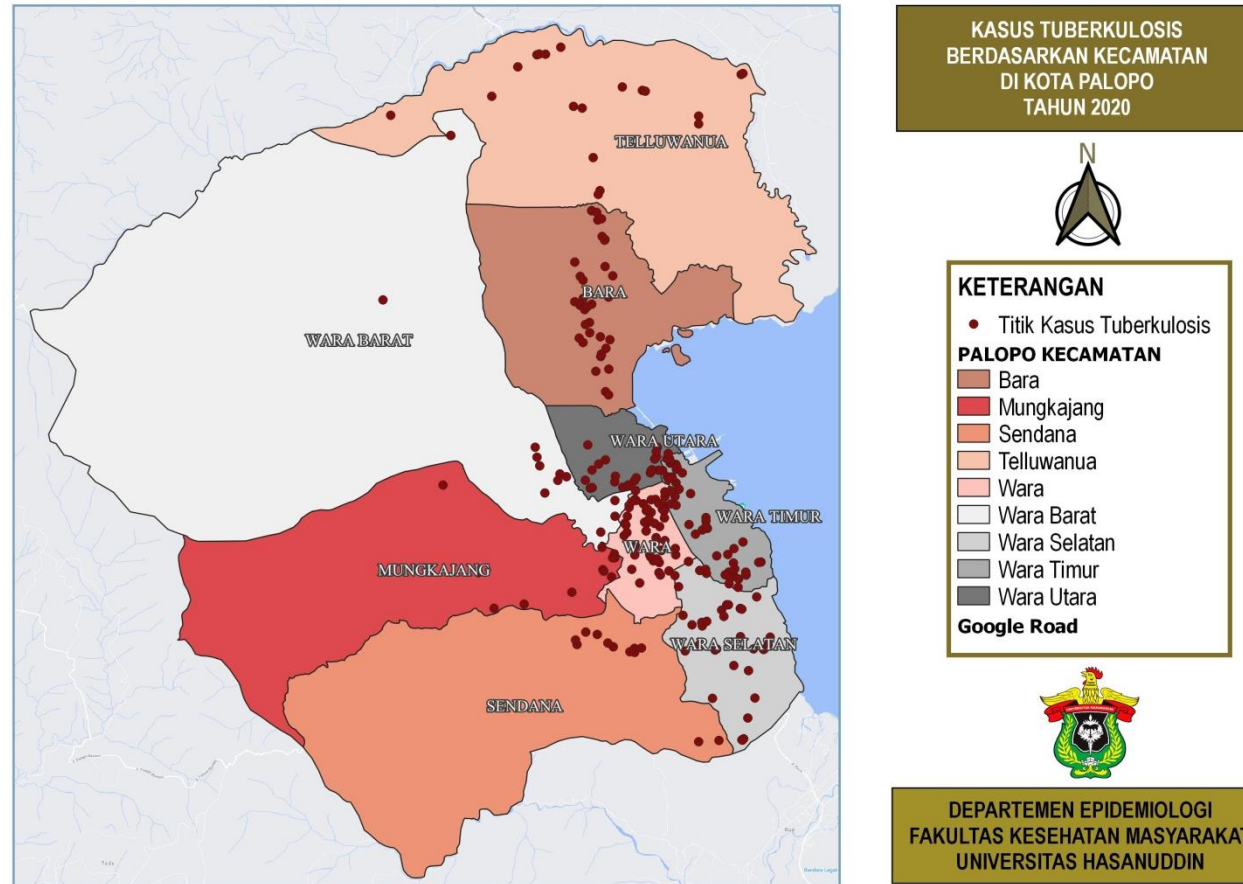 KASUS TUBERKULOSIS
BERDASARKAN KECAMATAN
DI KOTA PALOPO
TAHUN 2020
N
TELLUWANUA
BARA
WARA BARAT
WARA UTARA
WARA TIMUR
WARA
MUNGKAJANG
WARA SELATAN
SENDANA
KETERANGAN
Titik Kasus Tuberkulosis
PALOPO KECAMATAN
Bara
Mungkajang
Sendana
Telluwanua
Wara
Wara Barat
Wara Selatan
Wara Timur
Wara Utara
Google Road
UNIVERSITAS HASANUDDIN
DEPARTEMEN EPIDEMIOLOGI
FAKULTAS KESEHATAN MASYARAKAT
UNIVERSITAS HASANUDDIN